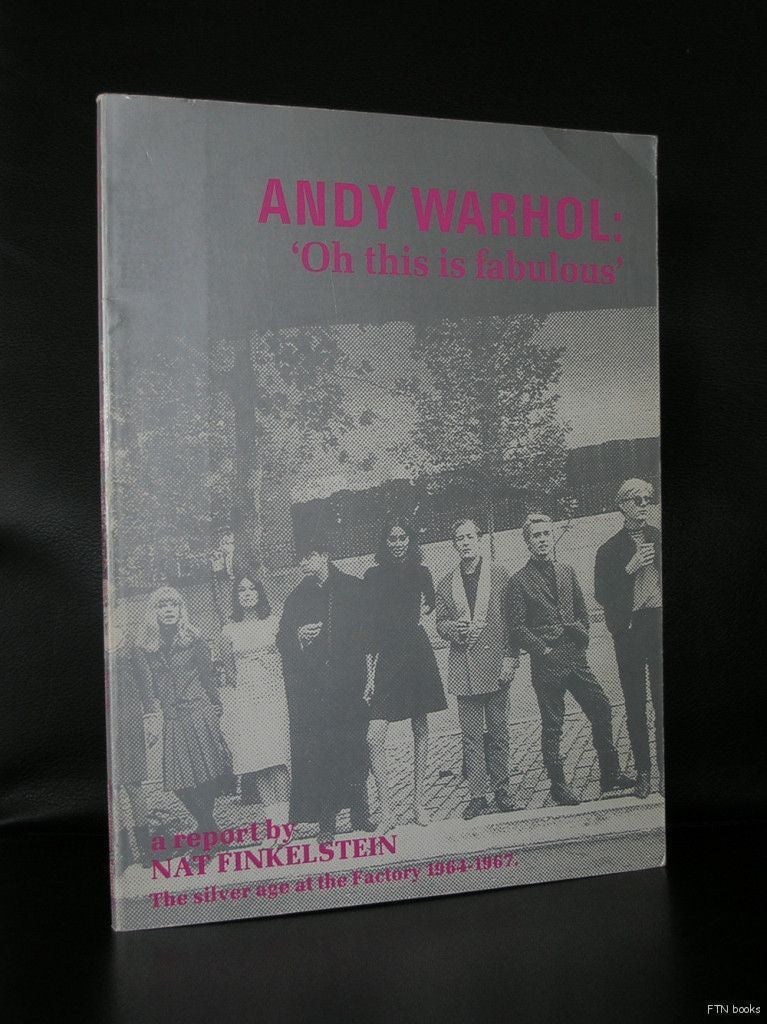 ANDY WARHOL:
‘Oh this is fabulous’
a report by
NAT FINKELSTEIN
The silver age at the Factory 1964-1967.
FTN books